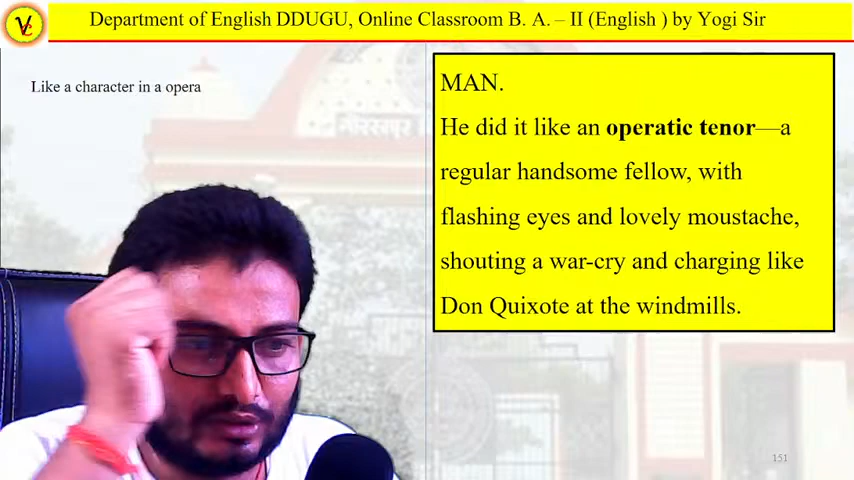 Department of English DDUGU, Online Classroom B. A. – II (English ) by Yogi Sir
Like a character in a opera
MAN.
He did it like an operatic tenor—a
regular handsome fellow, with
flashing eyes and lovely moustache,
shouting a war-cry and charging like
Don Quixote at the windmills.
151